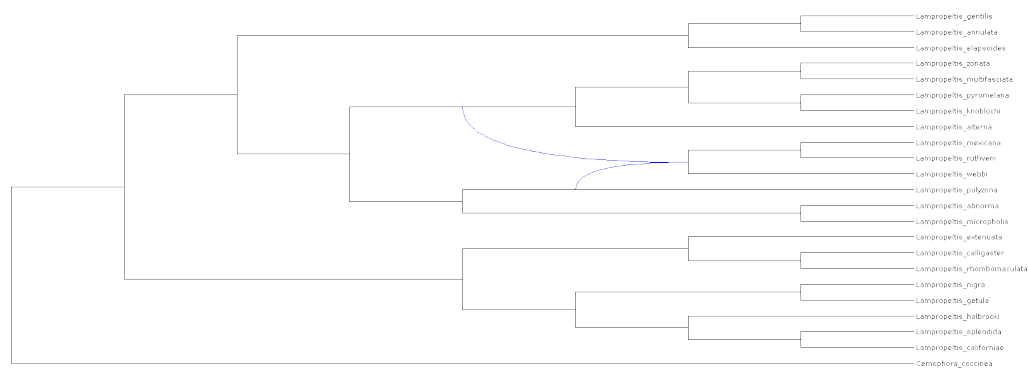 Lampropeltis_gentilis
Lampropeltis_annulata
Lampropeltis_elapsoides
Lampropeltis_zonata
Lampropeltis_multifasciata
Lampropeltis_pyromelana
Lampropeltis_knoblochi
Lampropeltis_alterna
Lampropeltis_mexicana
Lampropeltis_ruthveni
Lampropeltis_webbi
Lampropeltis_polyzona
Lampropeltis_abnorma
Lampropeltis_micropholis
Lampropeltis_extenuata
Lampropeltis_calligaster
Lampropeltis_rhombomaculata
Lampropeltis_nigra
Lampropeltis_getula
Lampropeltis_holbrooki
Lampropeltis_splendida
Lampropeltis_californiae
Cemophora_coccinea